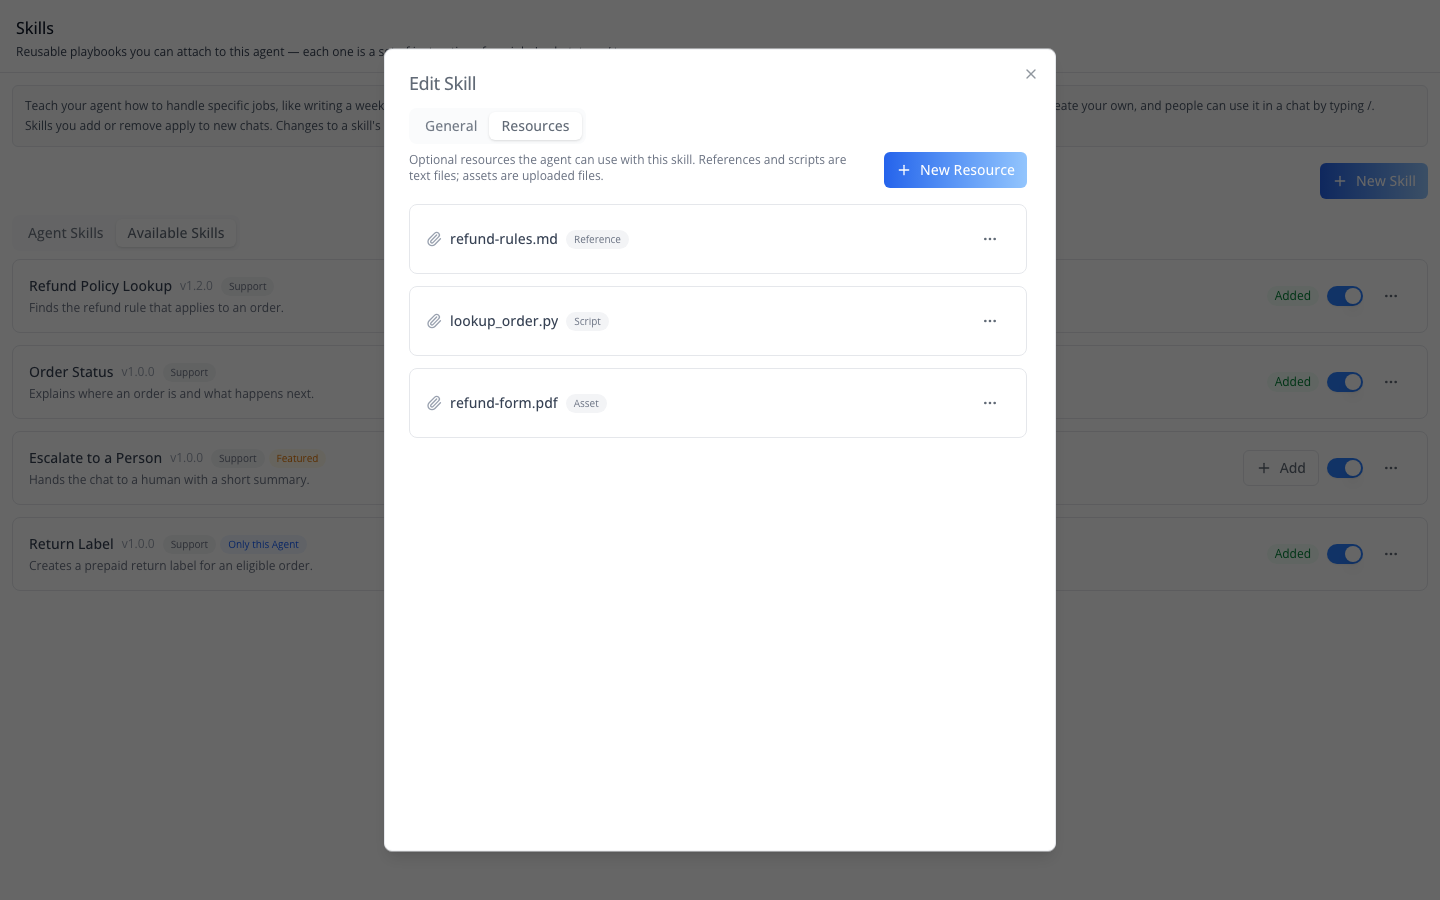 Skills
Reusable playbooks you can attach to this agent — each one is a
Teach your agent how to handle specific jobs, like writing a week
eate your own, and people can use it in a chat by typing /.
Skills you add or remove apply to new chats. Changes to a skill's
New Skill
Agent Skills
Available Skills
Refund Policy Lookup v1.2.0 Support
Finds the refund rule that applies to an order.
Added
Order Status v1.0.0 Support
Explains where an order is and what happens next.
Added
Escalate to a Person v1.0.0 Support Featured
Hands the chat to a human with a short summary.
Add
Return Label v1.0.0 Support Only this Agent
Creates a prepaid return label for an eligible order.
Added
Edit Skill
General
Resources
Optional resources the agent can use with this skill. References and scripts are
text files; assets are uploaded files.
New Resource
refund-rules.md Reference
lookup_order.py Script
refund-form.pdf Asset